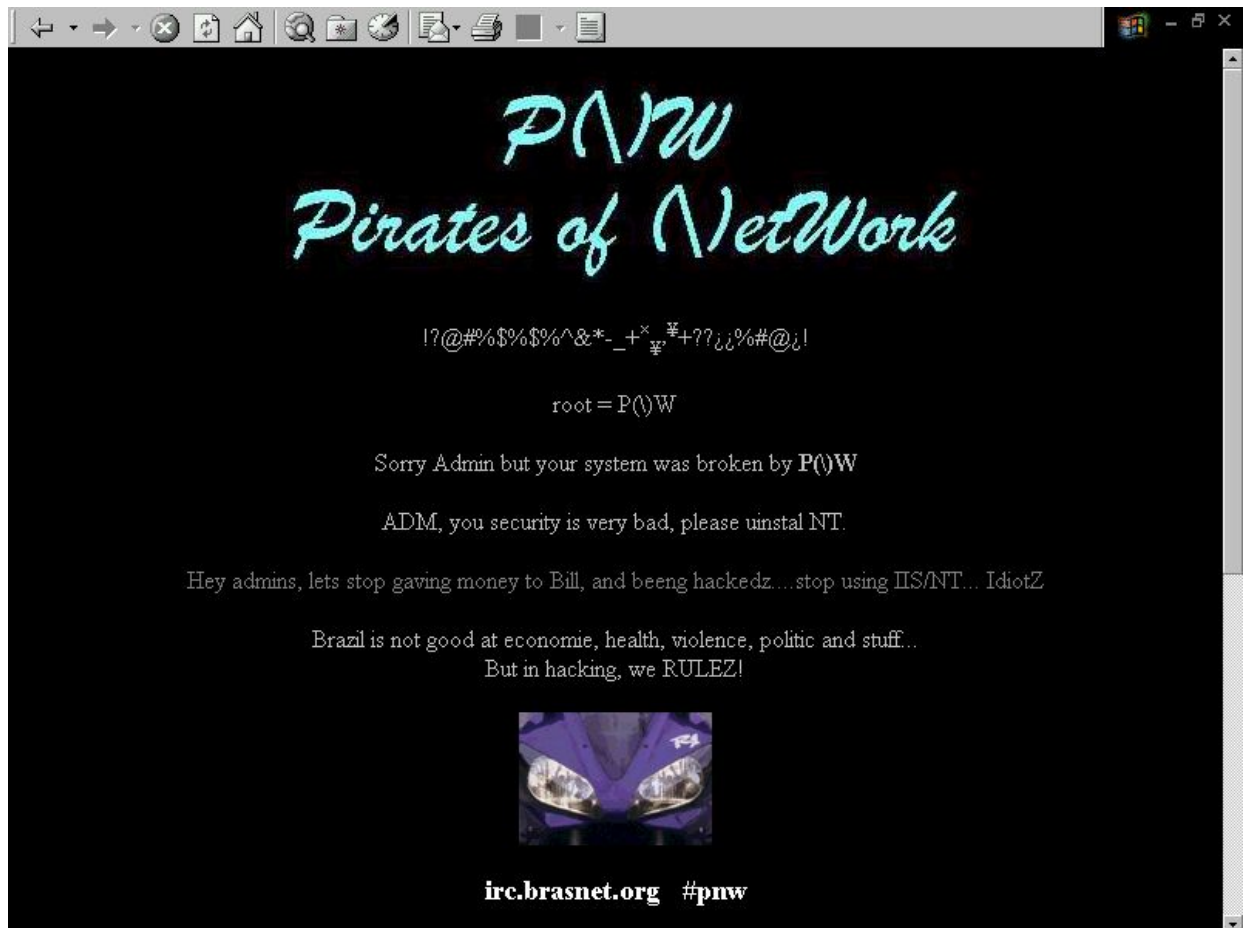 P(\)W
Pirates of (\)etWork
!?@#%$%$%^&*-_+×¥,¥+??¿¿%#@¿!
root = P(\)W
Sorry Admin but your system was broken by P(\)W
ADM, you security is very bad, please uinstal NT.
Hey admins, lets stop gaving money to Bill, and beeng hackedz....stop using IIS/NT... IdiotZ
Brazil is not good at economie, health, violence, politic and stuff...
But in hacking, we RULEZ!
R1
irc.brasnet.org #pnw